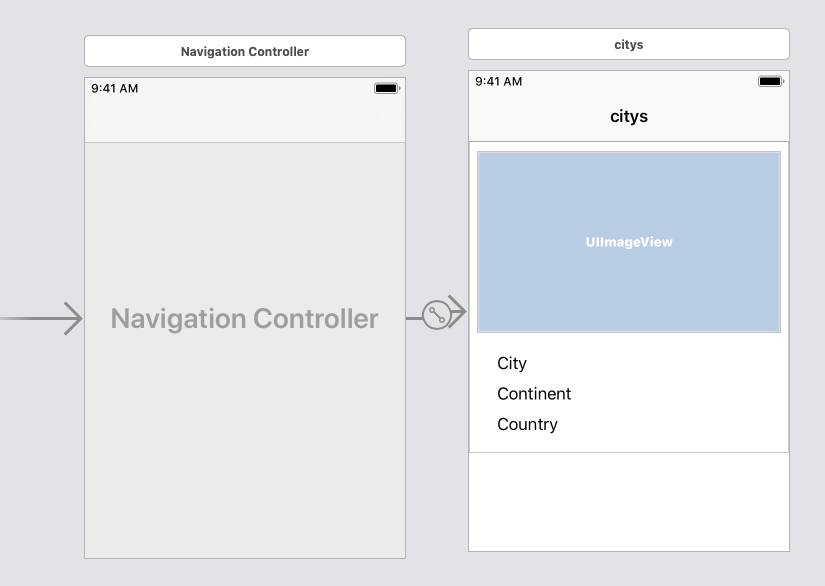 Navigation Controller
9:41 AM
Navigation Controller
citys
9:41 AM
citys
UIImageView
City
Continent
Country